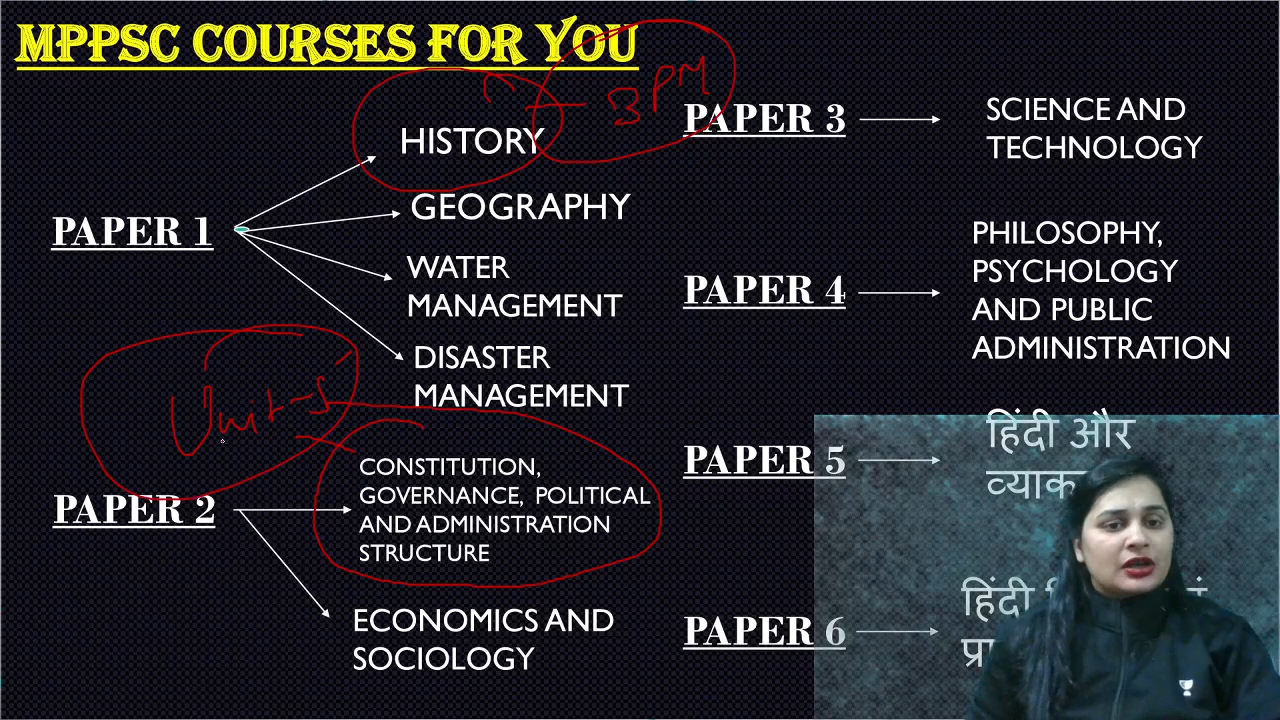 MPPSC COURSES FOR YOU
3 PM
PAPER 1
HISTORY
GEOGRAPHY
WATER
MANAGEMENT
DISASTER
MANAGEMENT
PAPER 2
CONSTITUTION,
GOVERNANCE, POLITICAL
AND ADMINISTRATION
STRUCTURE
ECONOMICS AND
SOCIOLOGY
PAPER 3
SCIENCE AND
TECHNOLOGY
PAPER 4
PHILOSOPHY,
PSYCHOLOGY
AND PUBLIC
ADMINISTRATION
PAPER 5
हिंदी और
PAPER 6
हिंदी